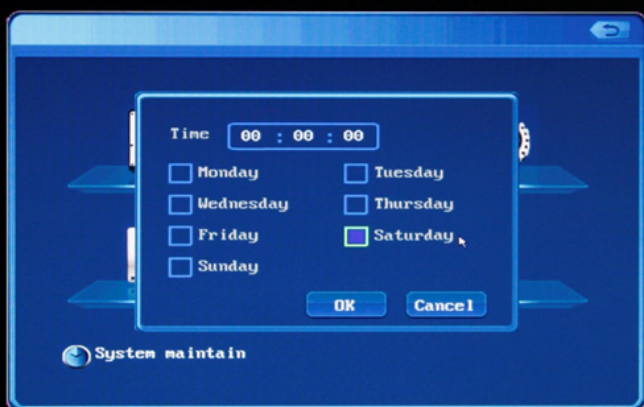 Time 00 : 00 : 00
Monday Tuesday
Wednesday Thursday
Friday Saturday
Sunday
OK Cancel
System maintain